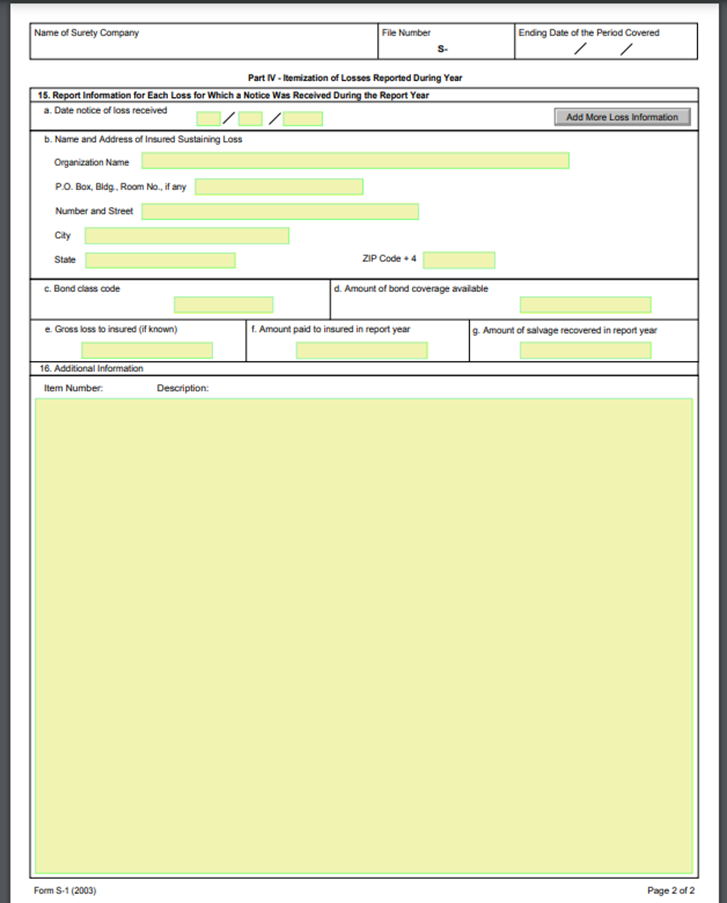 Name of Surety Company File Number Ending Date of the Period Covered
S- / /
Part IV - Itemization of Losses Reported During Year
15. Report Information for Each Loss for Which a Notice Was Received During the Report Year
a. Date notice of loss received / / Add More Loss Information
b. Name and Address of Insured Sustaining Loss
Organization Name
P.O. Box, Bldg., Room No., if any
Number and Street
City
State ZIP Code + 4
c. Bond class code d. Amount of bond coverage available
e. Gross loss to insured (if known) f. Amount paid to insured in report year g. Amount of salvage recovered in report year
16. Additional Information
Item Number: Description:
Form S-1 (2003) Page 2 of 2